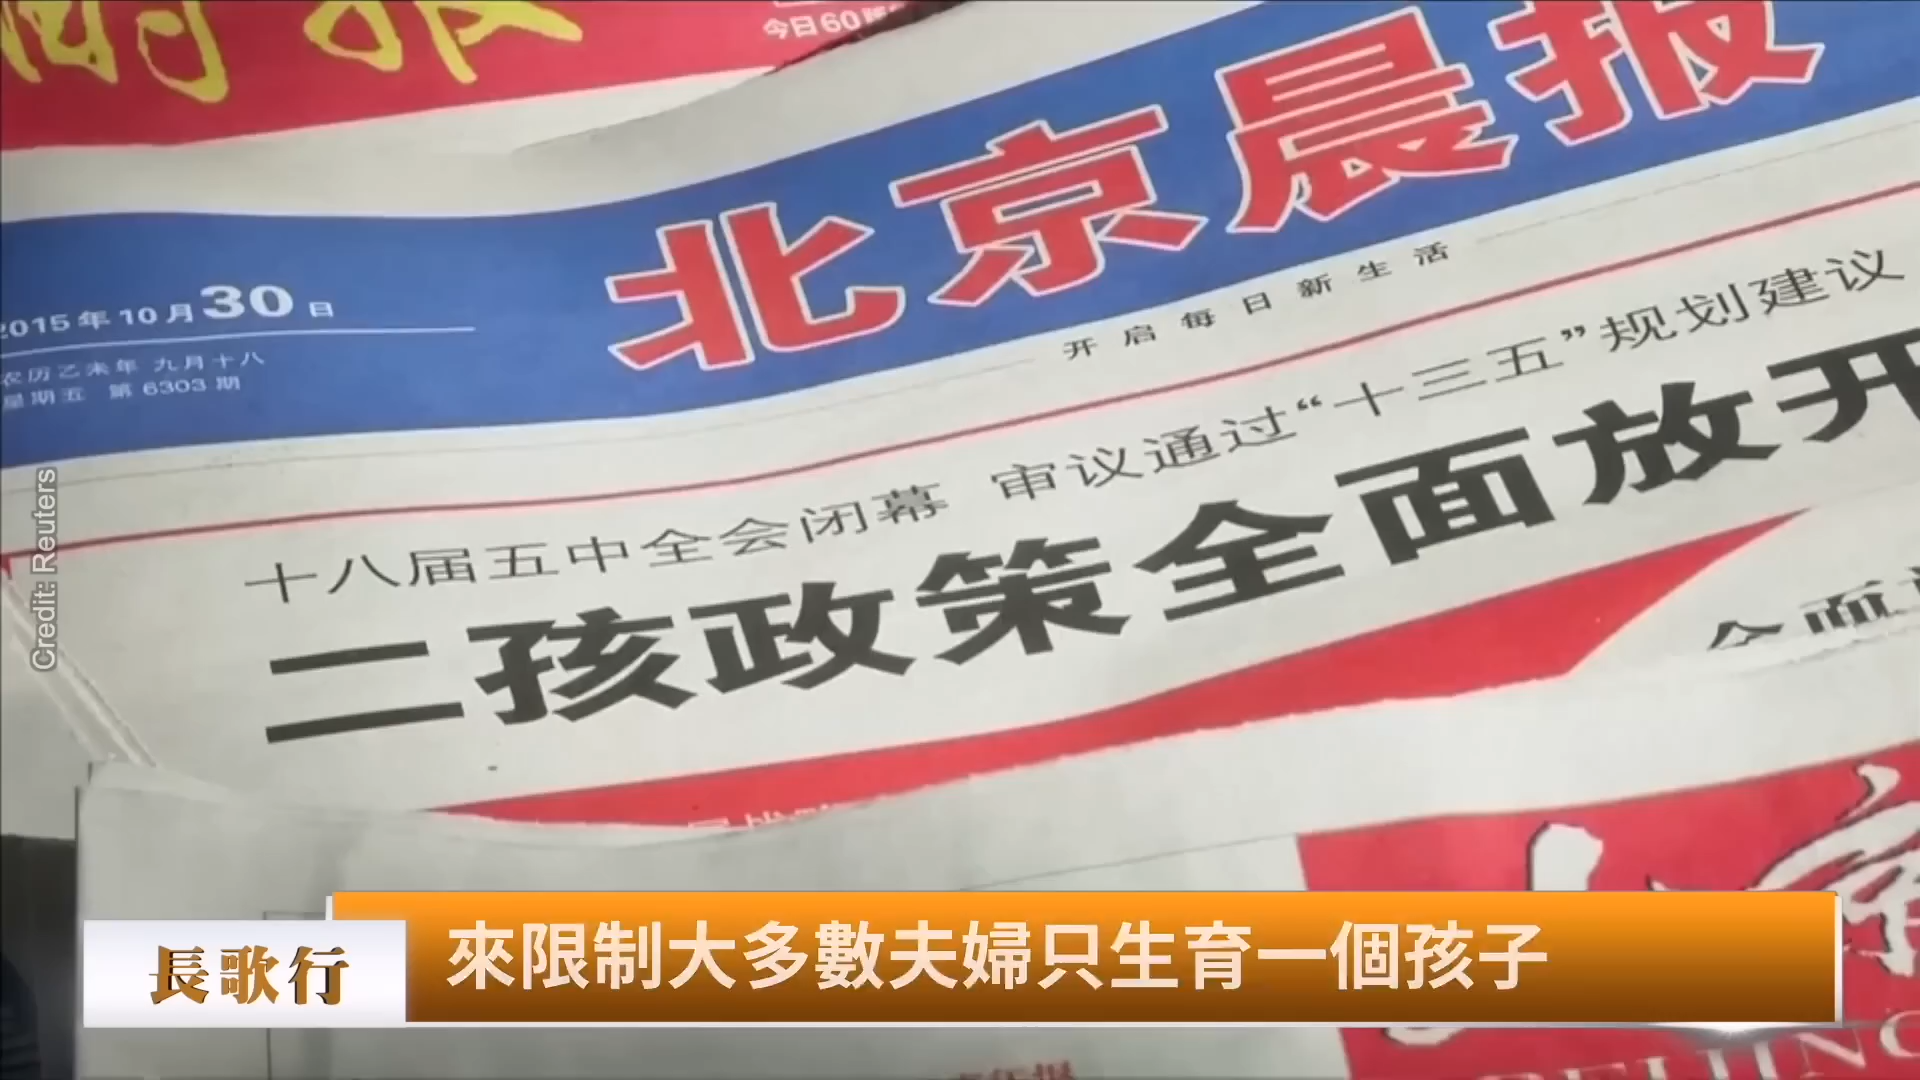 今日60版
北京晨报
2015年10月30日
农历乙未年 九月十八
星期五 第6303期
开启每日新生活
十八届五中全会闭幕 审议通过“十三五”规划建议
二孩政策全面放开
全面
Credit: Reuters
長歌行
來限制大多數夫婦只生育一個孩子